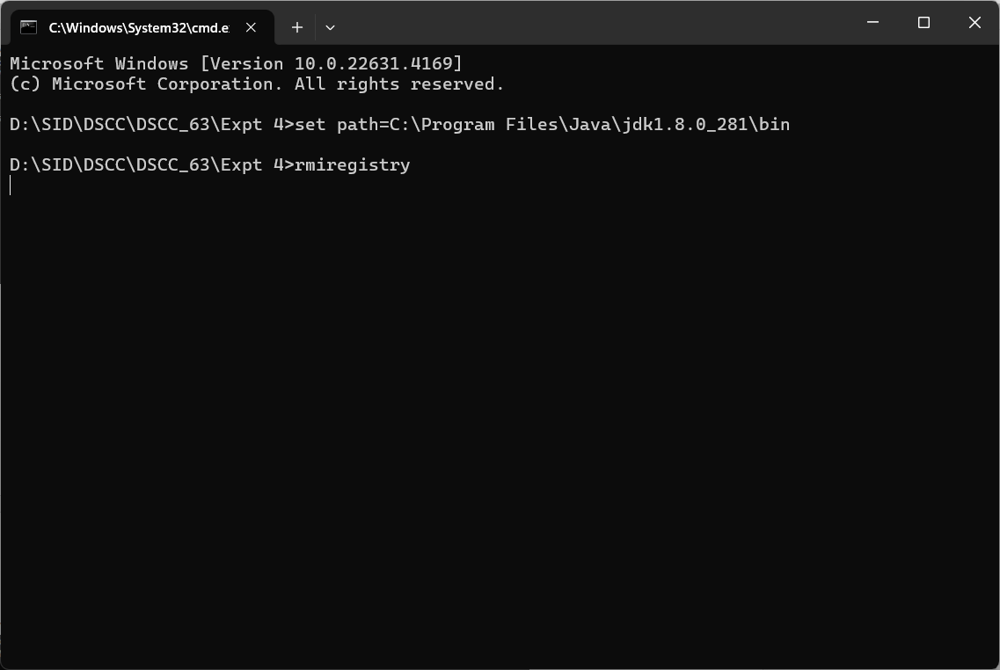 C:\Windows\System32\cmd.e
Microsoft Windows [Version 10.0.22631.4169]
(c) Microsoft Corporation. All rights reserved.
D:\SID\DSCC\DSCC_63\Expt 4>set path=C:\Program Files\Java\jdk1.8.0_281\bin
D:\SID\DSCC\DSCC_63\Expt 4>rmiregistry